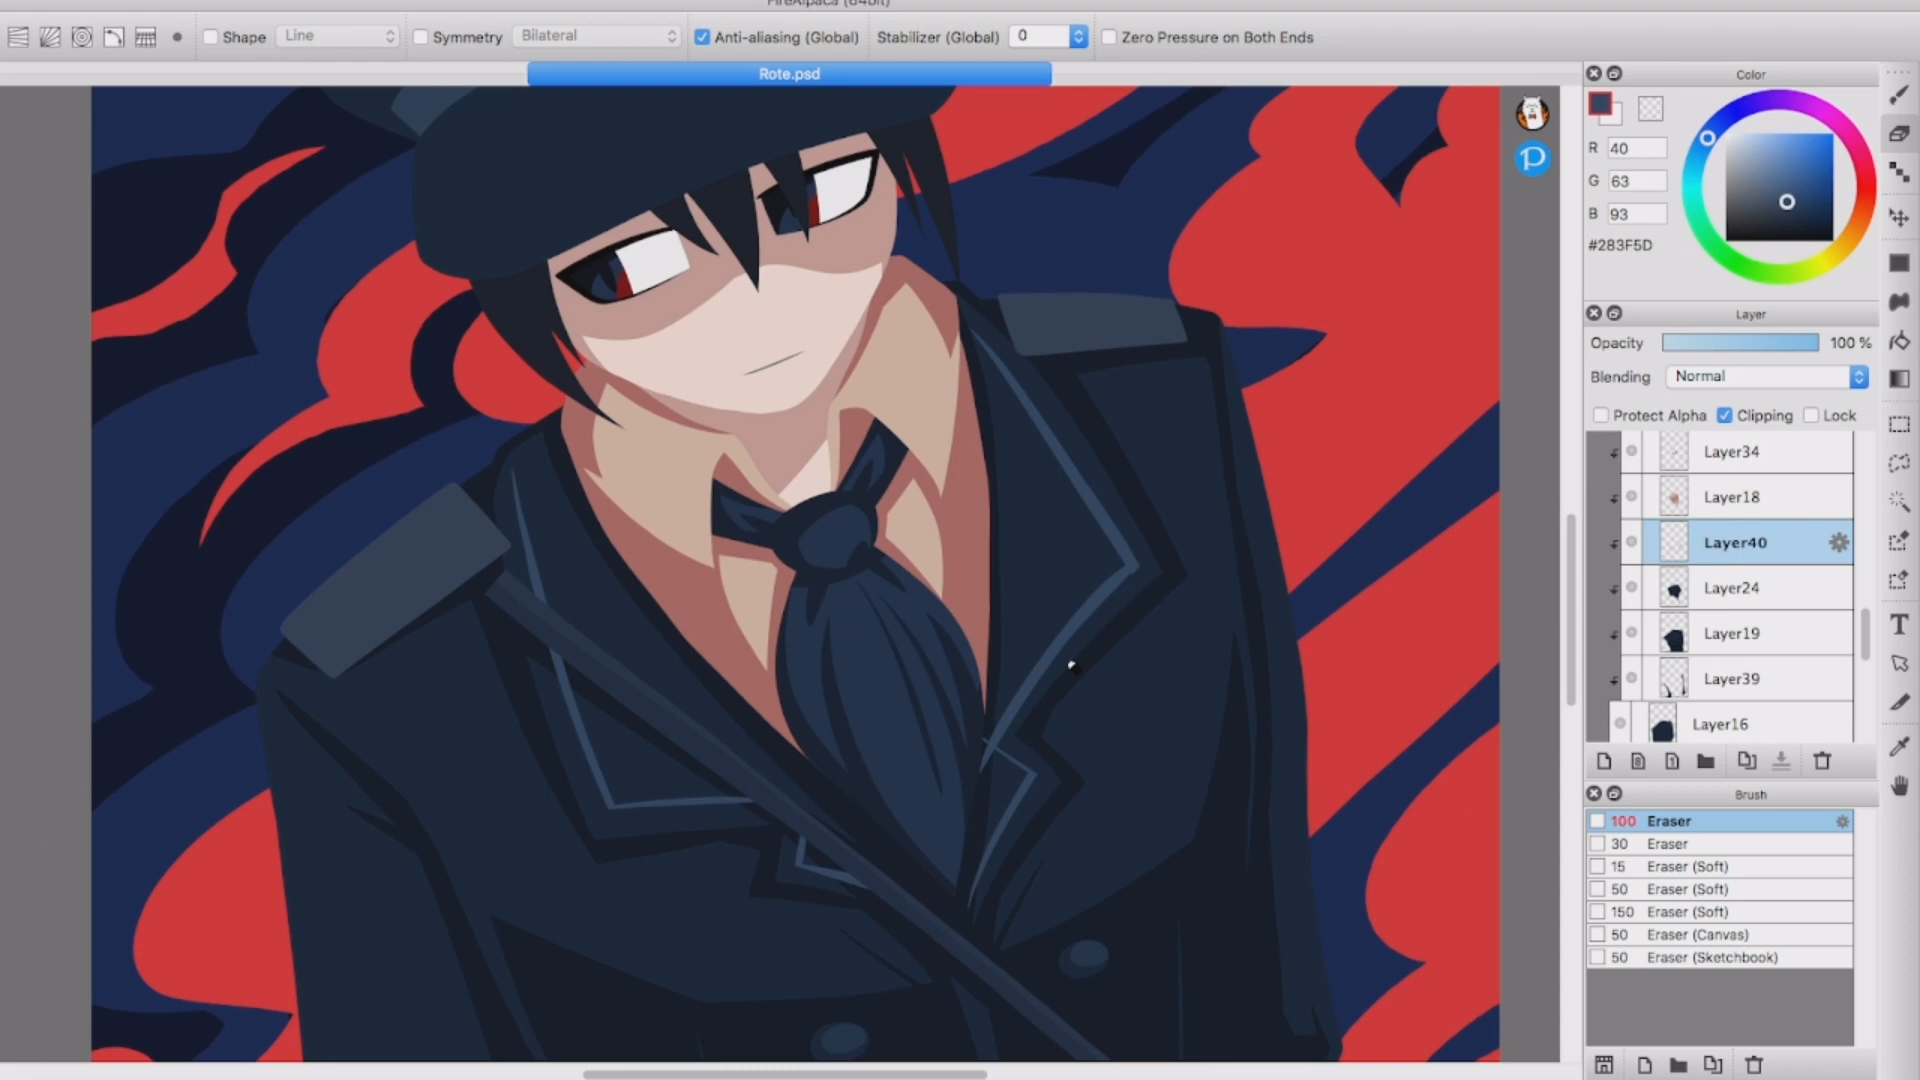 FireAlpaca (64bit)
Shape
Line
Symmetry
Bilateral
Anti-aliasing (Global)
Stabilizer (Global)
0
Zero Pressure on Both Ends
Rote.psd
Color
R 40
G 63
B 93
#283F5D
Layer
Opacity 100 %
Blending Normal
Protect Alpha Clipping Lock
Layer34
Layer18
Layer40
Layer24
Layer19
Layer39
Layer16
8
1
Brush
100 Eraser
30 Eraser
15 Eraser (Soft)
50 Eraser (Soft)
150 Eraser (Soft)
50 Eraser (Canvas)
50 Eraser (Sketchbook)
T